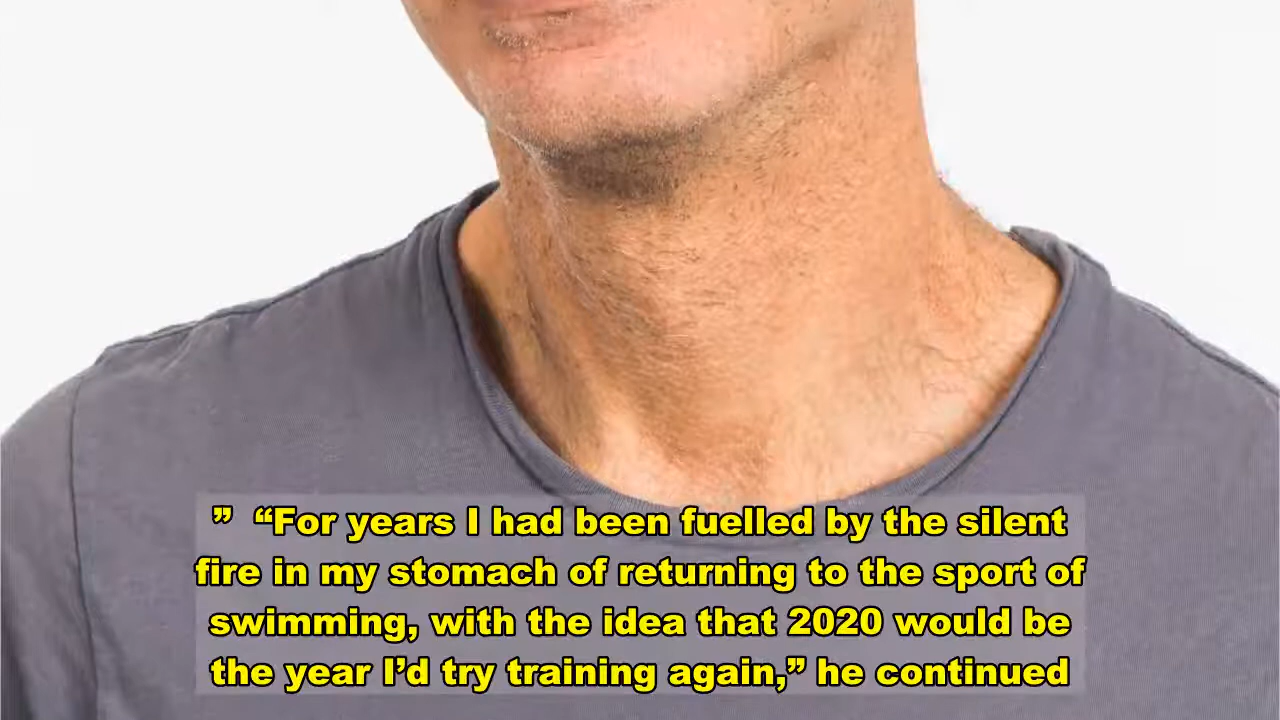 ” “For years I had been fuelled by the silent
fire in my stomach of returning to the sport of
swimming, with the idea that 2020 would be
the year I’d try training again,” he continued